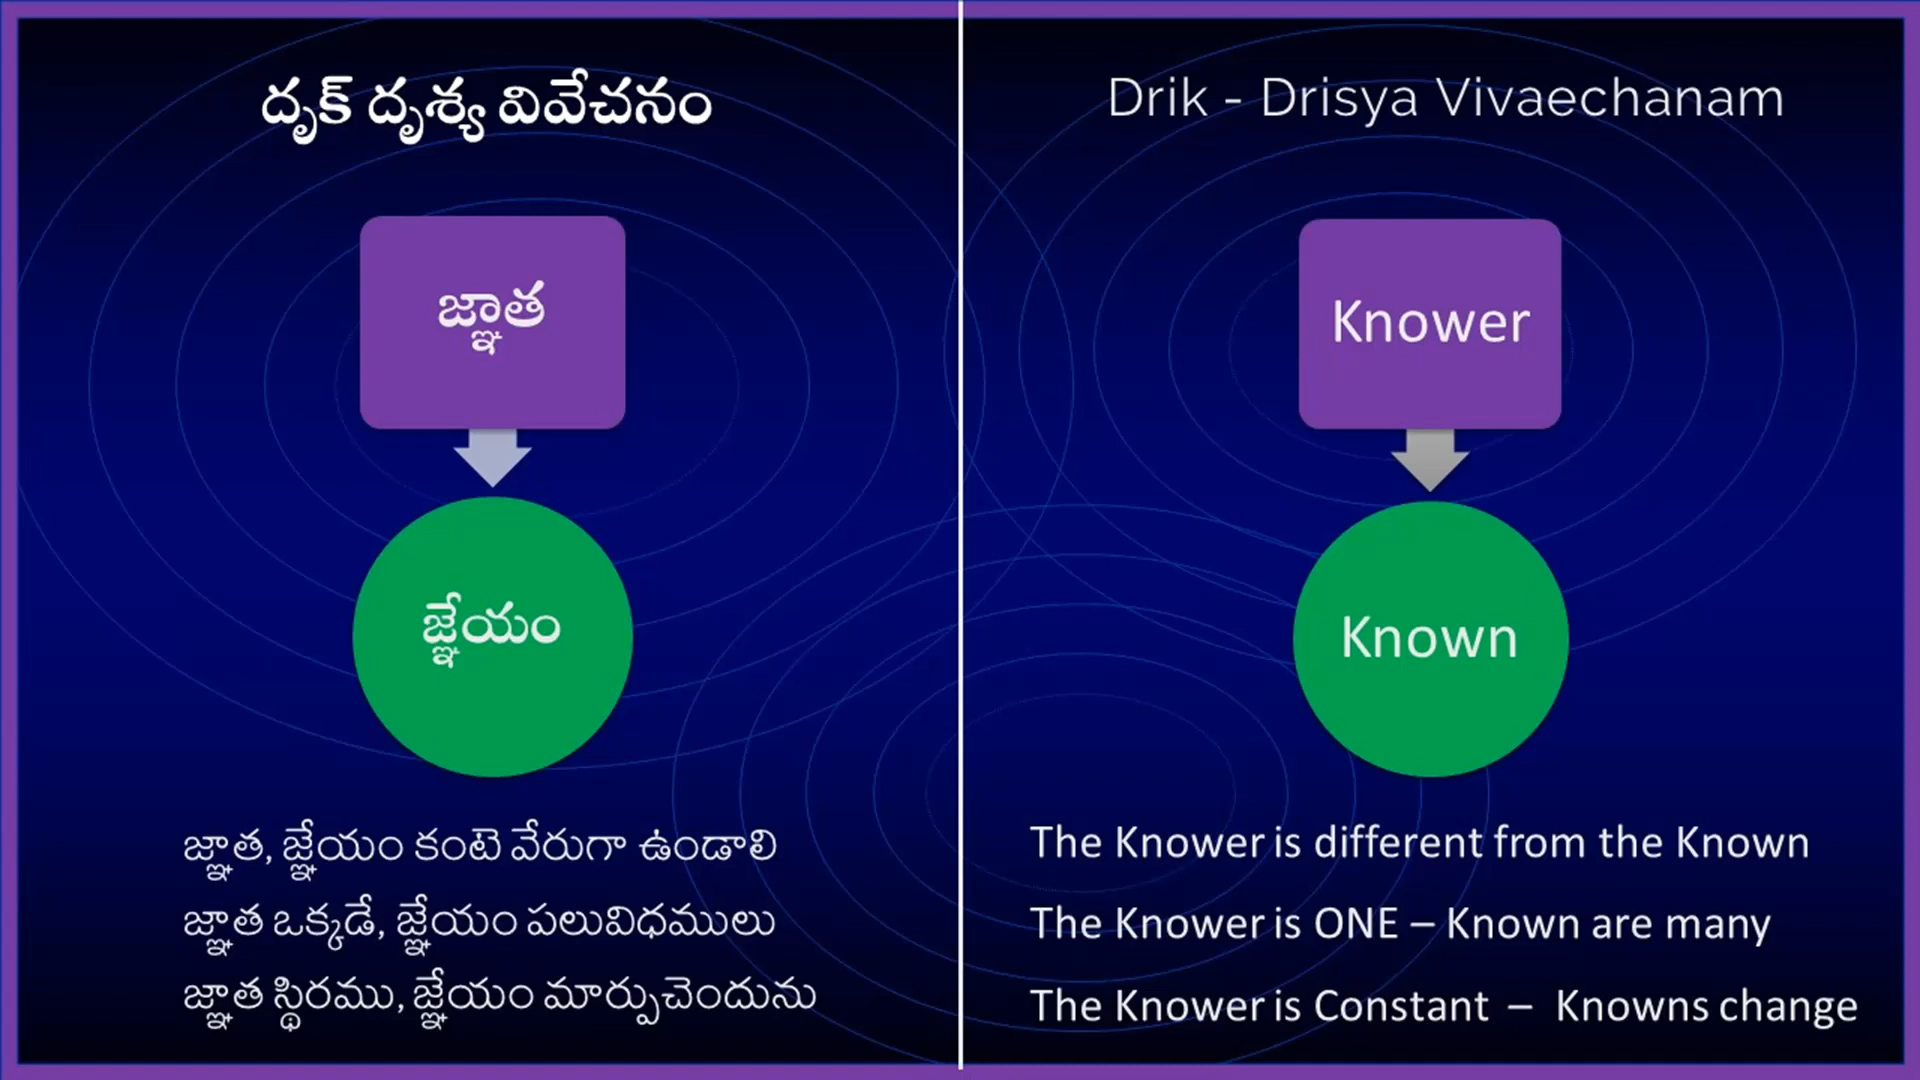 దృక్ దృశ్య వివేచనం
జ్ఞాత
జ్ఞేయం
జ్ఞాత, జ్ఞేయం కంటె వేరుగా ఉండాలి
జ్ఞాత ఒక్కడే, జ్ఞేయం పలువిధములు
జ్ఞాత స్థిరము, జ్ఞేయం మార్పుచెందును
Drik - Drisya Vivaechanam
Knower
Known
The Knower is different from the Known
The Knower is ONE – Known are many
The Knower is Constant – Knowns change